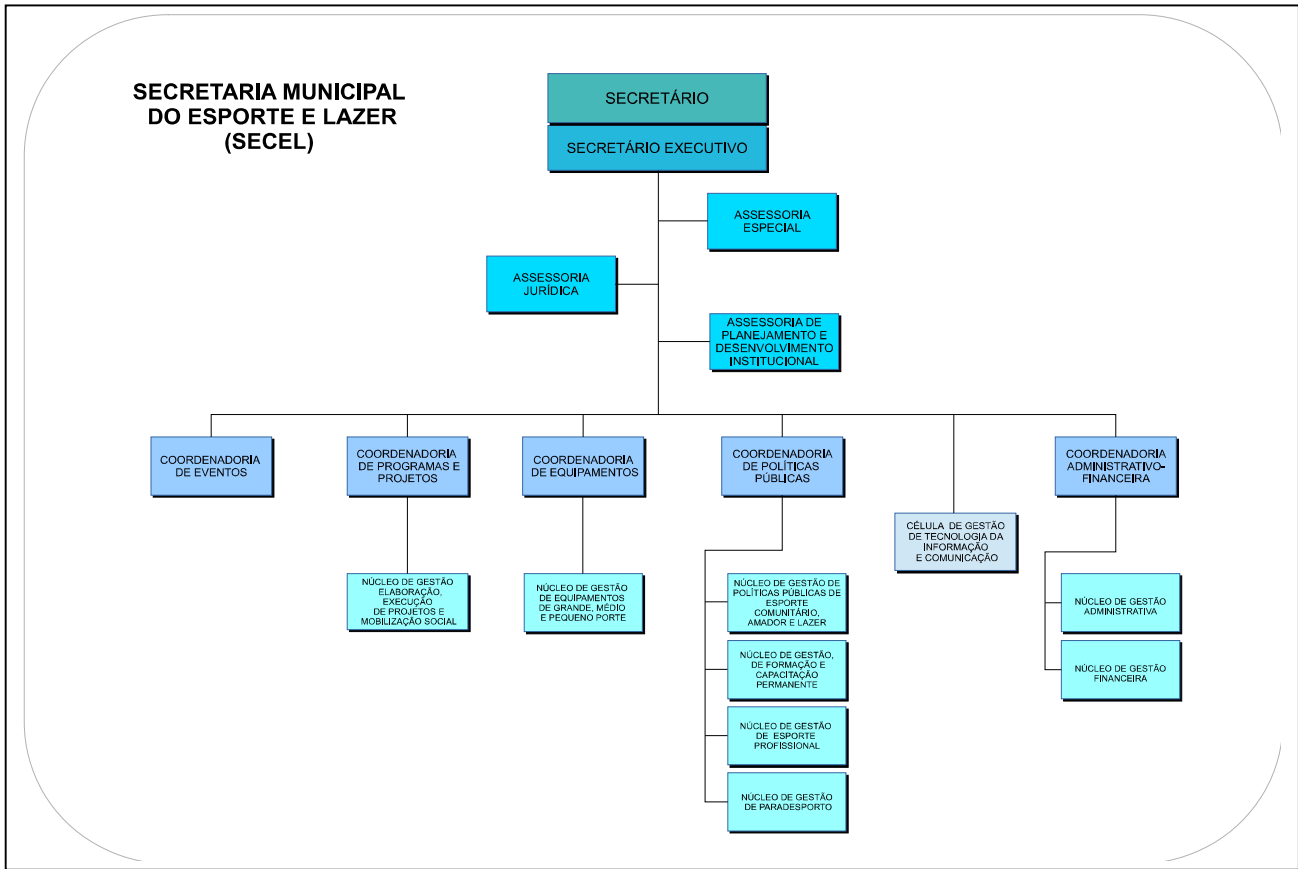 SECRETARIA MUNICIPAL
DO ESPORTE E LAZER
(SECEL)
SECRETÁRIO
SECRETÁRIO EXECUTIVO
ASSESSORIA
ESPECIAL
ASSESSORIA
JURÍDICA
ASSESSORIA DE
PLANEJAMENTO E
DESENVOLVIMENTO
INSTITUCIONAL
COORDENADORIA
DE EVENTOS
COORDENADORIA
DE PROGRAMAS E
PROJETOS
COORDENADORIA
DE EQUIPAMENTOS
COORDENADORIA
DE POLÍTICAS
PÚBLICAS
COORDENADORIA
ADMINISTRATIVO-
FINANCEIRA
CÉLULA DE GESTÃO
DE TECNOLOGIA DA
INFORMAÇÃO
E COMUNICAÇÃO
NÚCLEO DE GESTÃO
ELABORAÇÃO,
EXECUÇÃO
DE PROJETOS E
MOBILIZAÇÃO SOCIAL
NÚCLEO DE GESTÃO
DE EQUIPAMENTOS
DE GRANDE, MÉDIO
E PEQUENO PORTE
NÚCLEO DE GESTÃO DE
POLÍTICAS PÚBLICAS DE
ESPORTE
COMUNITÁRIO,
AMADOR E LAZER
NÚCLEO DE GESTÃO,
DE FORMAÇÃO E
CAPACITAÇÃO
PERMANENTE
NÚCLEO DE GESTÃO
DE ESPORTE
PROFISSIONAL
NÚCLEO DE GESTÃO
DE PARADESPORTO
NÚCLEO DE GESTÃO
ADMINISTRATIVA
NÚCLEO DE GESTÃO
FINANCEIRA